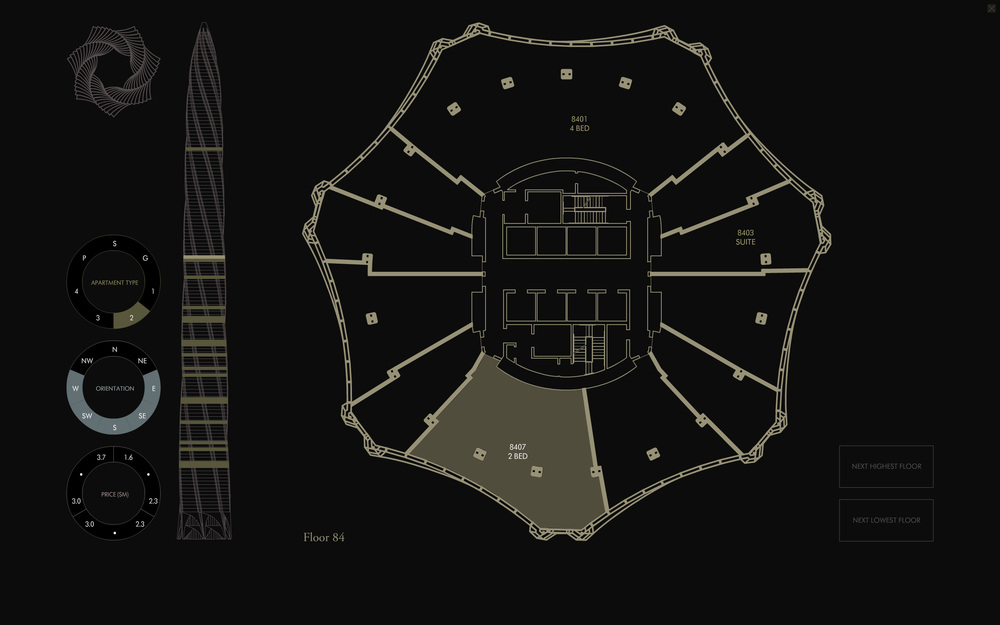 8401
4 BED
8403
SUITE
8407
2 BED
S
P
G
APARTMENT TYPE
4
1
3
2
N
NW
NE
W
ORIENTATION
E
SW
SE
S
3.7
1.6
PRICE ($M)
3.0
2.3
3.0
2.3
Floor 84
NEXT HIGHEST FLOOR
NEXT LOWEST FLOOR